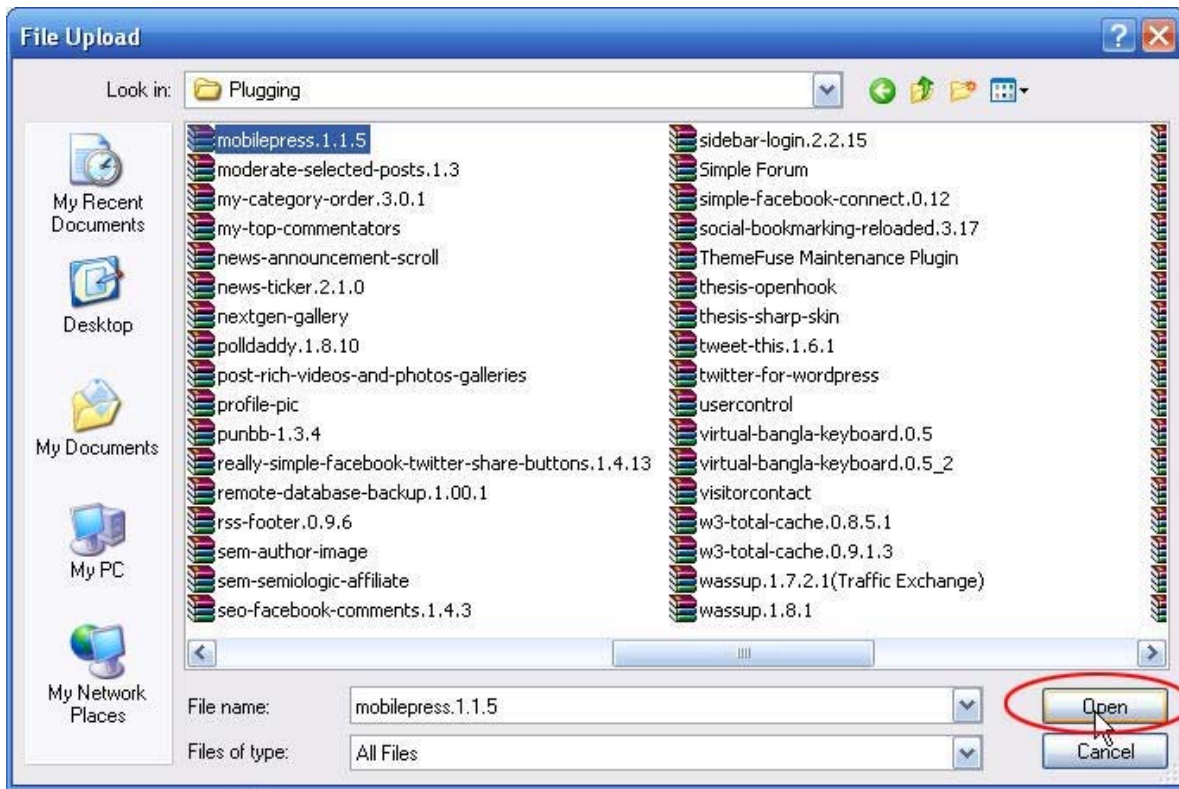 File Upload
Look in:
Plugging
My Recent
Documents
Desktop
My Documents
My PC
My Network
Places
mobilepress.1.1.5
moderate-selected-posts.1.3
my-category-order.3.0.1
my-top-commentators
news-announcement-scroll
news-ticker.2.1.0
nextgen-gallery
polldaddy.1.8.10
post-rich-videos-and-photos-galleries
profile-pic
punbb-1.3.4
really-simple-facebook-twitter-share-buttons.1.4.13
remote-database-backup.1.00.1
rss-footer.0.9.6
sem-author-image
sem-semiologic-affiliate
seo-facebook-comments.1.4.3
sidebar-login.2.2.15
Simple Forum
simple-facebook-connect.0.12
social-bookmarking-reloaded.3.17
ThemeFuse Maintenance Plugin
thesis-openhook
thesis-sharp-skin
tweet-this.1.6.1
twitter-for-wordpress
usercontrol
virtual-bangla-keyboard.0.5
virtual-bangla-keyboard.0.5_2
visitorcontact
w3-total-cache.0.8.5.1
w3-total-cache.0.9.1.3
wassup.1.7.2.1(Traffic Exchange)
wassup.1.8.1
File name:
mobilepress.1.1.5
Open
Files of type:
All Files
Cancel